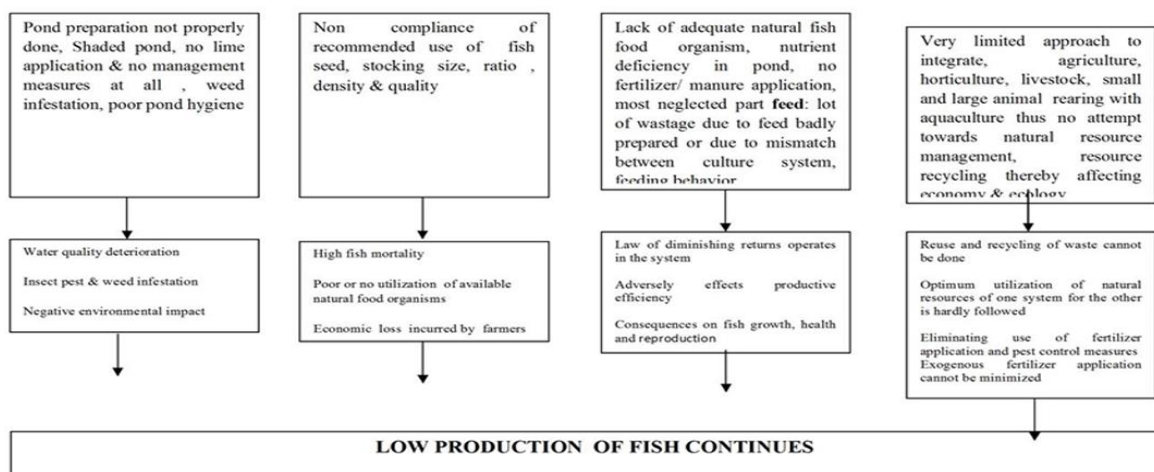 Pond preparation not properly
done, Shaded pond, no lime
application & no management
measures at all , weed
infestation, poor pond hygiene
Non compliance of
recommended use of fish
seed, stocking size, ratio ,
density & quality
Lack of adequate natural fish
food organism, nutrient
deficiency in pond, no
fertilizer/ manure application,
most neglected part feed: lot
of wastage due to feed badly
prepared or due to mismatch
between culture system,
feeding behavior
Very limited approach to
integrate, agriculture,
horticulture, livestock, small
and large animal rearing with
aquaculture thus no attempt
towards natural resource
management, resource
recycling thereby affecting
economy & ecology
Water quality deterioration
Insect pest & weed infestation
Negative environmental impact
High fish mortality
Poor or no utilization of available
natural food organisms
Economic loss incurred by farmers
Law of diminishing returns operates
in the system
Adversely effects productive
efficiency
Consequences on fish growth, health
and reproduction
Reuse and recycling of waste cannot
be done
Optimum utilization of natural
resources of one system for the other
is hardly followed
Eliminating use of fertilizer
application and pest control measures
Exogenous fertilizer application
cannot be minimized
LOW PRODUCTION OF FISH CONTINUES